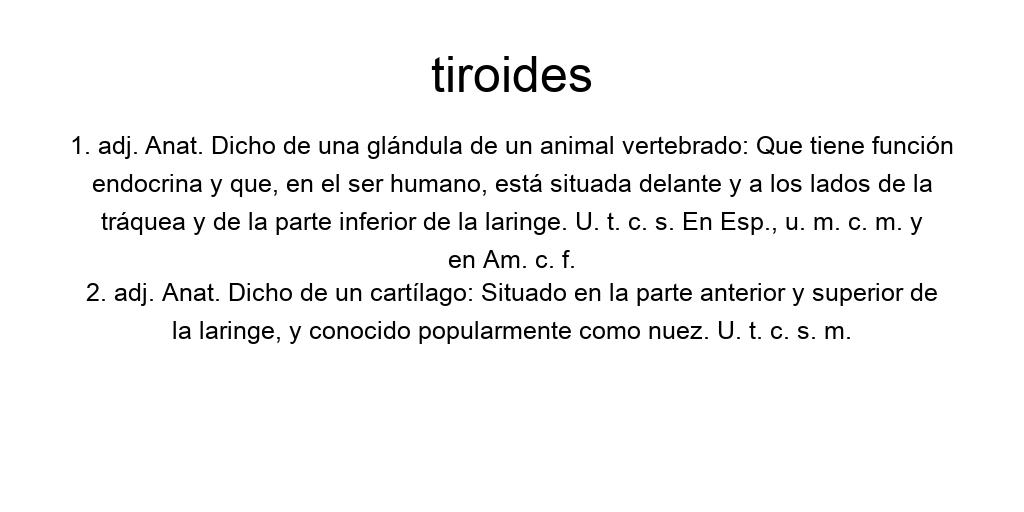 tiroides
1. adj. Anat. Dicho de una glándula de un animal vertebrado: Que tiene función
endocrina y que, en el ser humano, está situada delante y a los lados de la
tráquea y de la parte inferior de la laringe. U. t. c. s. En Esp., u. m. c. m. y
en Am. c. f.
2. adj. Anat. Dicho de un cartílago: Situado en la parte anterior y superior de
la laringe, y conocido popularmente como nuez. U. t. c. s. m.